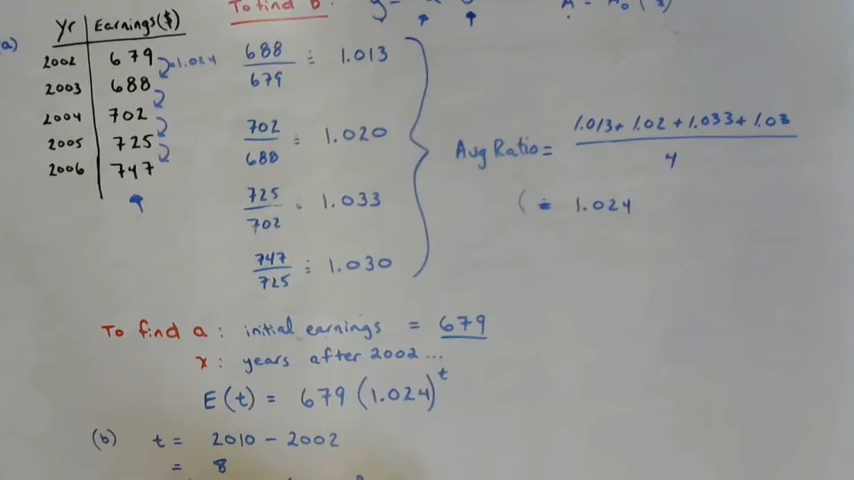 To find b:
(a)
Yr Earnings($)
2002 679
2003 688
2004 702
2005 725
2006 747
1.024
688/679 ≐ 1.013
702/688 ≐ 1.020
725/702 ≐ 1.033
747/725 ≐ 1.030
Avg Ratio = 1.013 + 1.02 + 1.033 + 1.03 / 4
≐ 1.024
To find a: initial earnings = 679
x: years after 2002...
E(t) = 679(1.024)^t
(b) t = 2010 - 2002
= 8